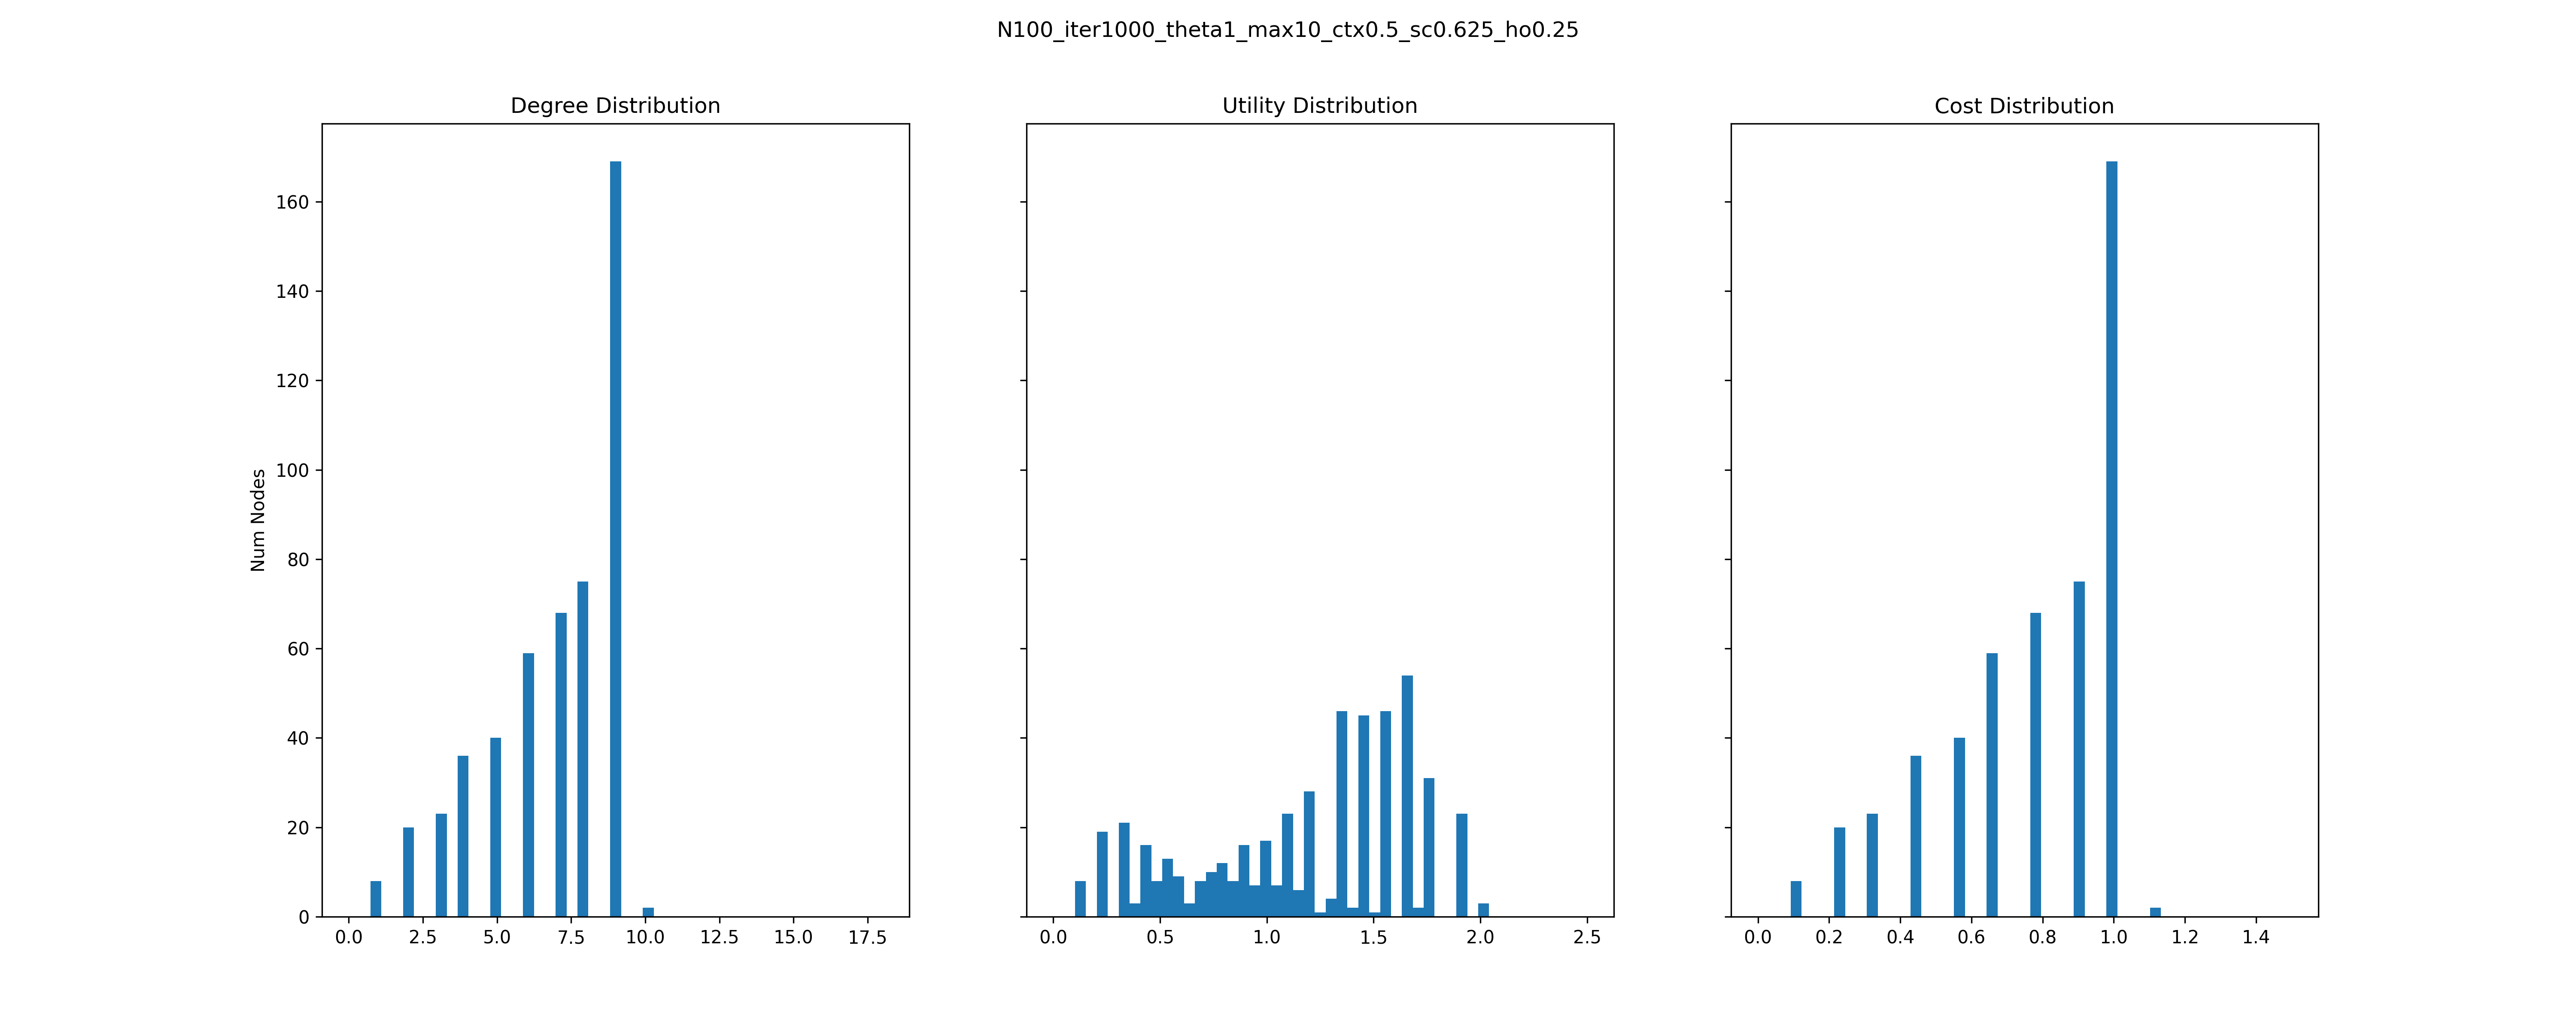 N100_iter1000_theta1_max10_ctx0.5_sc0.625_ho0.25
Degree Distribution
Utility Distribution
Cost Distribution
Num Nodes
160
140
120
100
80
60
40
20
0
0.0 2.5 5.0 7.5 10.0 12.5 15.0 17.5
0.0 0.5 1.0 1.5 2.0 2.5
0.0 0.2 0.4 0.6 0.8 1.0 1.2 1.4